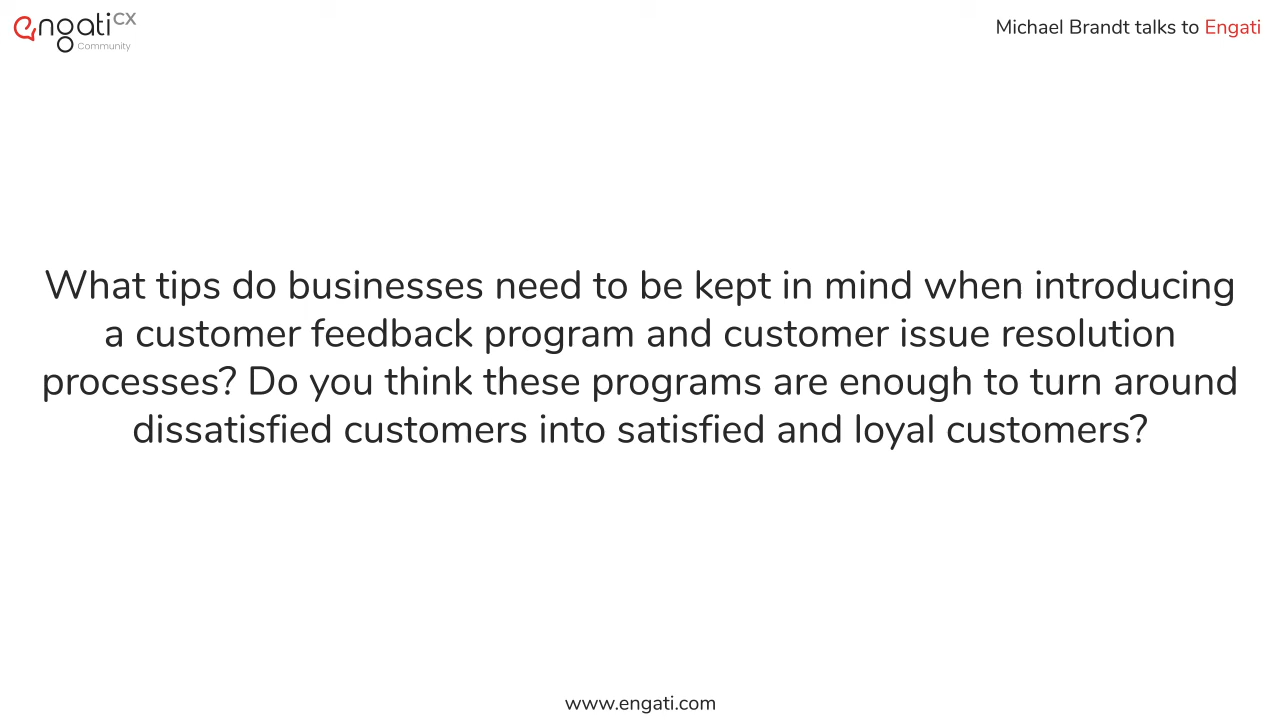 engati CX
Community
Michael Brandt talks to Engati
What tips do businesses need to be kept in mind when introducing
a customer feedback program and customer issue resolution
processes? Do you think these programs are enough to turn around
dissatisfied customers into satisfied and loyal customers?
www.engati.com